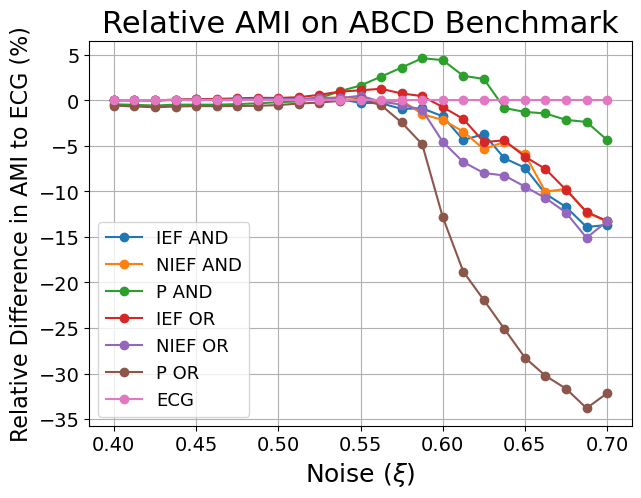 Relative AMI on ABCD Benchmark
Relative Difference in AMI to ECG (%)
5
0
−5
−10
−15
−20
−25
−30
−35
IEF AND
NIEF AND
P AND
IEF OR
NIEF OR
P OR
ECG
0.40 0.45 0.50 0.55 0.60 0.65 0.70
Noise (ξ)